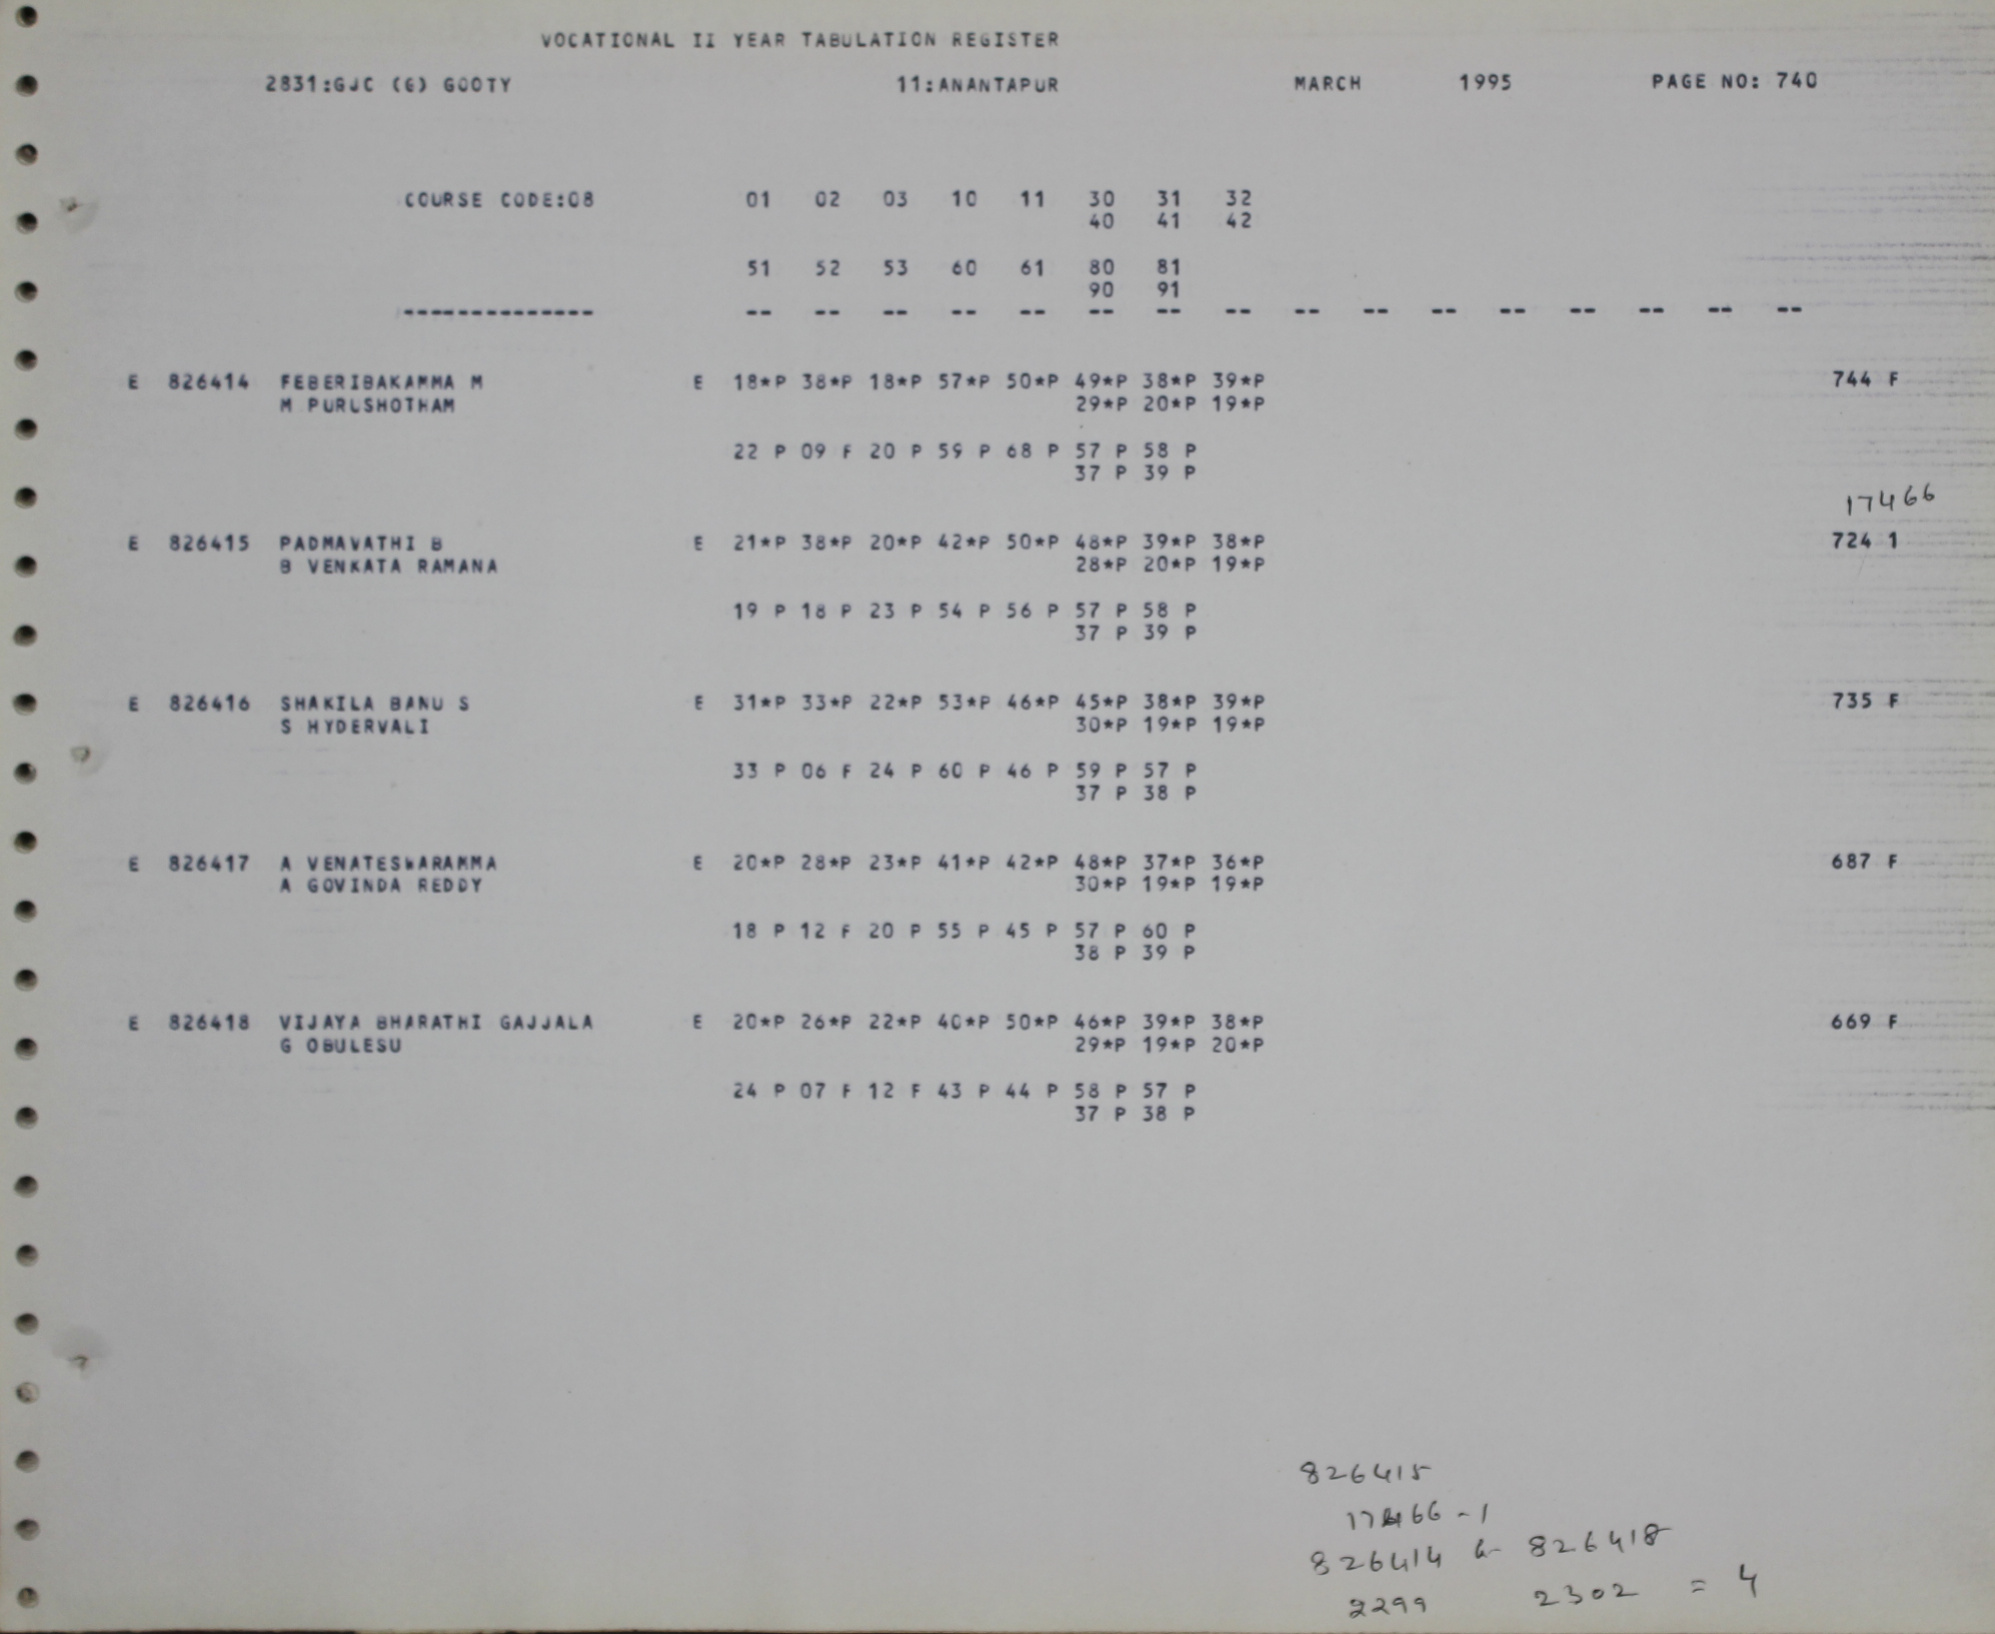 VOCATIONAL II YEAR TABULATION REGISTER
2831:GJC (G) GOOTY 11:ANANTAPUR MARCH 1995 PAGE NO: 740
COURSE CODE:08 01 02 03 10 11 30 31 32
40 41 42
51 52 53 60 61 80 81
90 91
-------------- -- -- -- -- -- -- -- -- -- -- -- -- -- -- -- --
E 826414 FEBERIBAKAMMA M E 18*P 38*P 18*P 57*P 50*P 49*P 38*P 39*P 744 F
M PURUSHOTHAM 29*P 20*P 19*P
22 P 09 F 20 P 59 P 68 P 57 P 58 P
37 P 39 P
17466
E 826415 PADMAVATHI B E 21*P 38*P 20*P 42*P 50*P 48*P 39*P 38*P 724 1
B VENKATA RAMANA 28*P 20*P 19*P
19 P 18 P 23 P 54 P 56 P 57 P 58 P
37 P 39 P
E 826416 SHAKILA BANU S E 31*P 33*P 22*P 53*P 46*P 45*P 38*P 39*P 735 F
S HYDERVALI 30*P 19*P 19*P
33 P 06 F 24 P 60 P 46 P 59 P 57 P
37 P 38 P
E 826417 A VENATESWARAMMA E 20*P 28*P 23*P 41*P 42*P 48*P 37*P 36*P 687 F
A GOVINDA REDDY 30*P 19*P 19*P
18 P 12 F 20 P 55 P 45 P 57 P 60 P
38 P 39 P
E 826418 VIJAYA BHARATHI GAJJALA E 20*P 26*P 22*P 40*P 50*P 46*P 39*P 38*P 669 F
G OBULESU 29*P 19*P 20*P
24 P 07 F 12 F 43 P 44 P 58 P 57 P
37 P 38 P
826415
17466 - 1
826414 & 826418
2299 2302 = 4